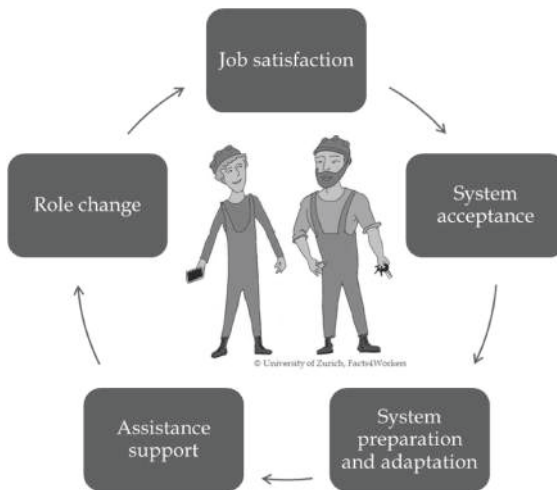 Job satisfaction
System
acceptance
System
preparation
and adaptation
Assistance
support
Role change
© University of Zurich, Facts4Workers